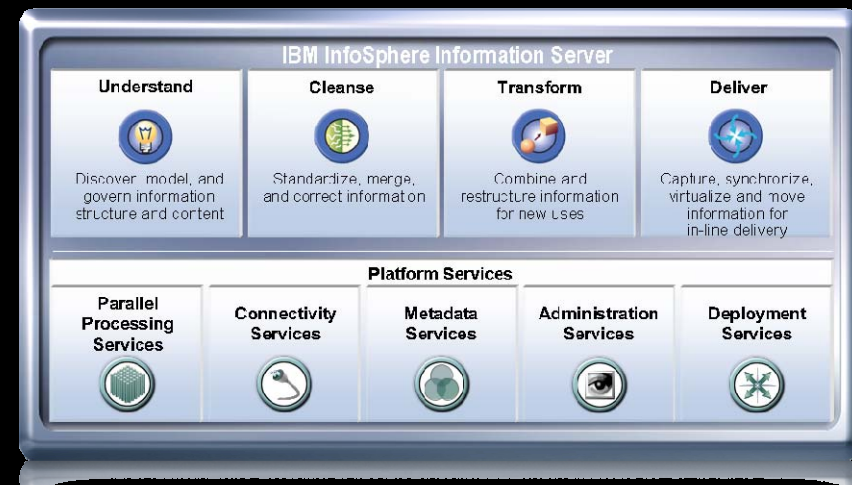 IBM InfoSphere Information Server
Understand
Discover, model, and
govern information
structure and content
Cleanse
Standardize, merge,
and correct information
Transform
Combine and
restructure information
for new uses
Deliver
Capture, synchronize,
virtualize and move
information for
in-line delivery
Platform Services
Parallel
Processing
Services
Connectivity
Services
Metadata
Services
Administration
Services
Deployment
Services